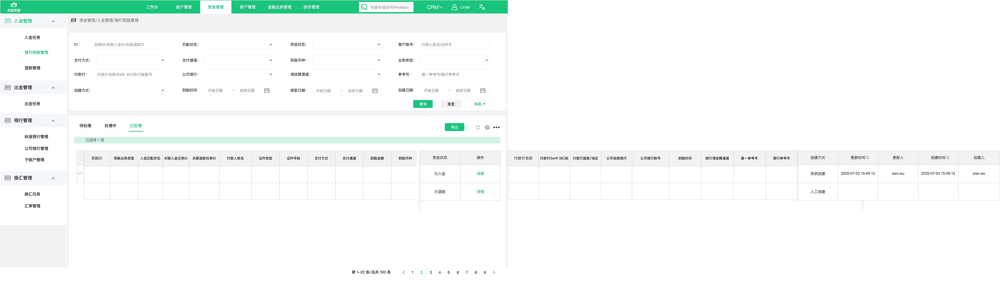 華盛集團
工作台 账户管理 资金管理 客户管理 金融业务管理 综合管理 华盛号/钱包号/Portfolio/ CRM Linda 文A
入金管理
入金任务
银行到账管理
退款管理
出金管理
出金任务
银行管理
标准银行管理
公司银行管理
子账户管理
换汇管理
换汇任务
汇率管理
资金管理/入金管理/银行到账管理
ID： 到账ID/关联入金ID/关联退款ID 匹配状态： 资金状态： 客户账号： 付款人姓名/证件号
支付方式： 支付通道： 到账币种： 业务类型：
付款行： 付款行名称/Swift BIC码/付款账号 公司银行： 清结算通道： 参考号： 唯一参考号/银行参考号
创建方式： 到账时间 开始日期 → 结束日期 更新日期： 开始日期 → 结束日期 创建日期： 开始日期 → 结束日期
查询 重置 收起
待处理 处理中 已处理 导出
已选择 1 项
到账ID 到账业务类型 入金匹配状态 关联入金任务ID 关联退款任务ID 付款人姓名 证件类型 证件号码 支付方式 支付通道 到账金额 到账币种 资金状态 操作 付款行名称 付款行Swift BIC码 付款行国家/地区 公司收款银行 公司银行账号 到账时间 银行清结算通道 唯一参考号 银行参考号 创建方式 更新时间 更新人 创建时间 创建人
已入金 详情 系统创建 2025-07-03 15:49:12 xian.wu 2025-07-03 15:49:12 xian.wu
已退款 详情 人工创建
第 1-20 条/总共 100 条 1 2 3 4 5 6 7 8 9